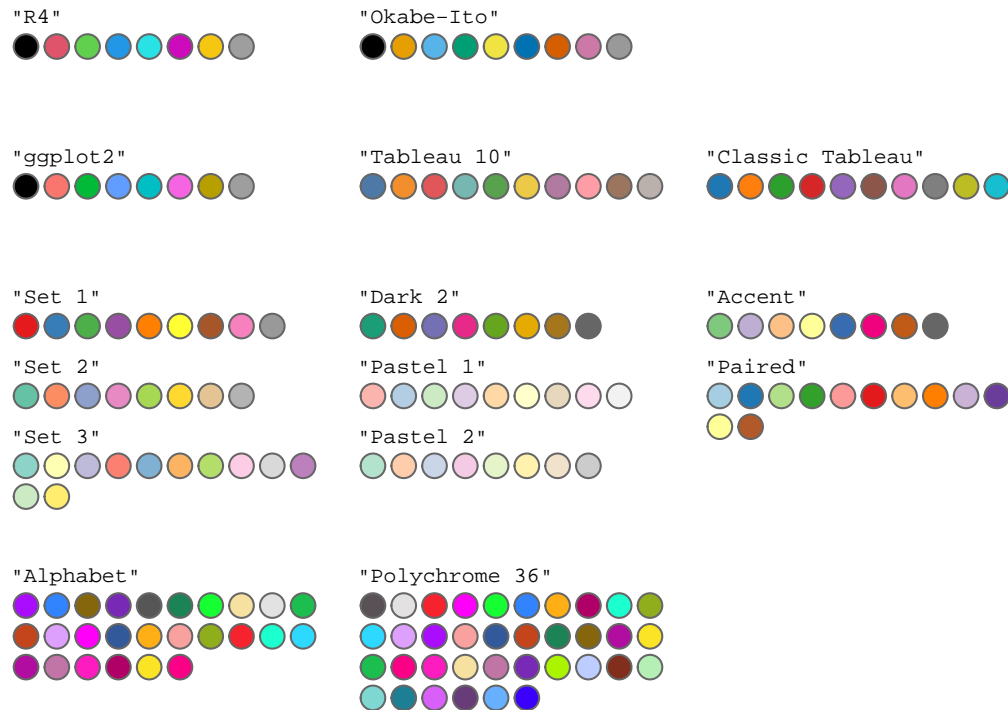 "R4"
"Okabe-Ito"
"ggplot2"
"Tableau 10"
"Classic Tableau"
"Set 1"
"Dark 2"
"Accent"
"Set 2"
"Pastel 1"
"Paired"
"Set 3"
"Pastel 2"
"Alphabet"
"Polychrome 36"